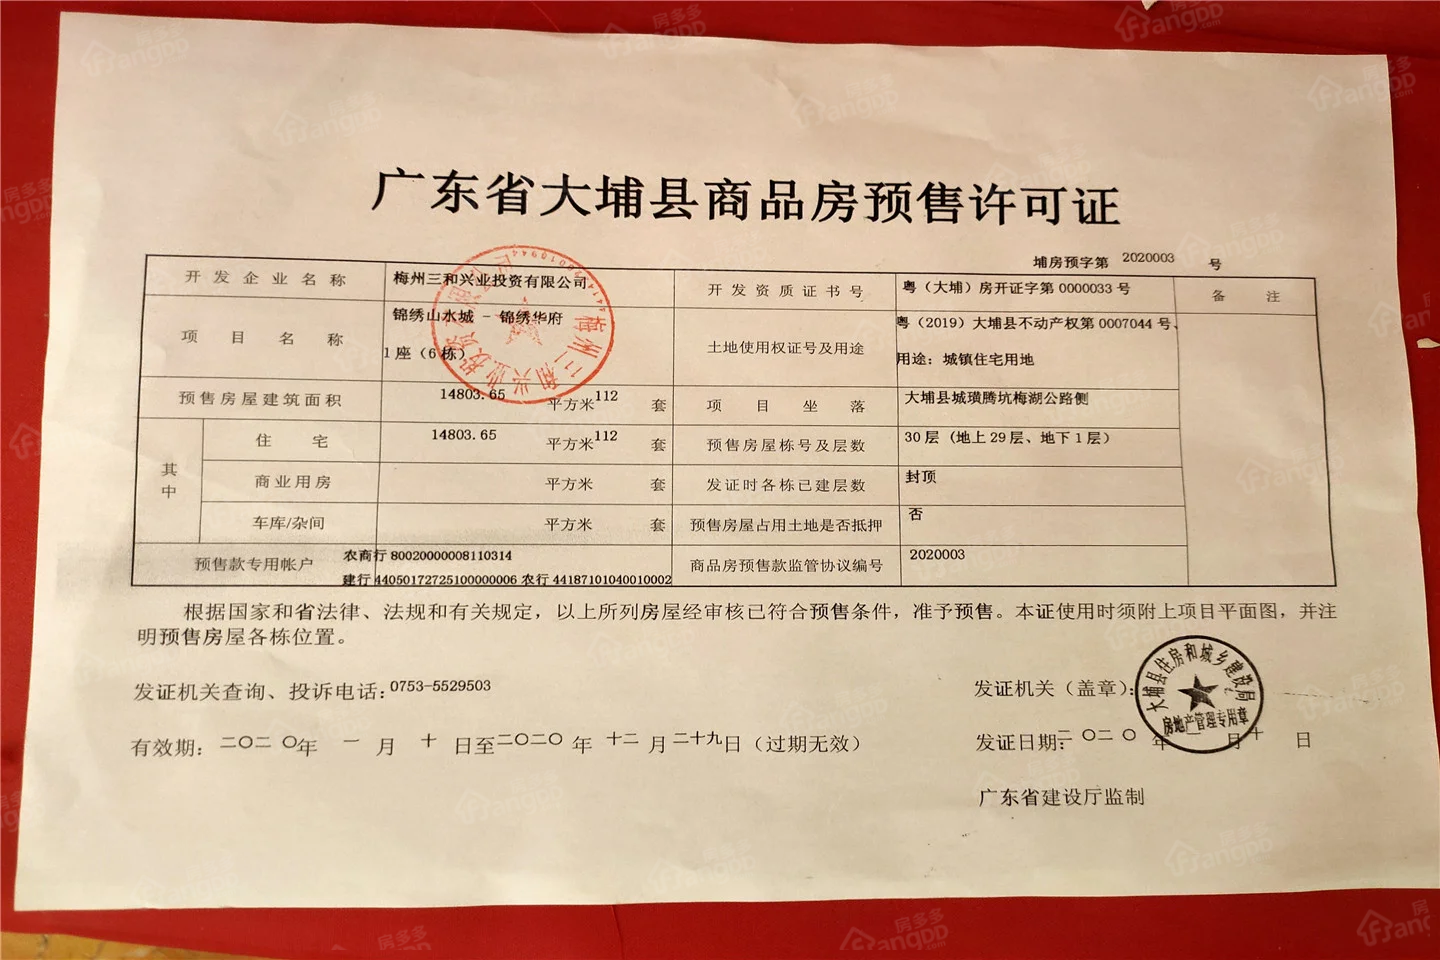 广东省大埔县商品房预售许可证
埔房预字第 2020003 号
开发企业名称 梅州三和兴业投资有限公司 开发资质证书号 粤（大埔）房开证字第 0000033 号 备注
项目名称 锦绣山水城 - 锦绣华府 土地使用权证号及用途 粤（2019）大埔县不动产权第 0007044 号、
1 座（6 栋） 用途：城镇住宅用地
预售房屋建筑面积 14803.65 平方米 112 套 项目坐落 大埔县城璜腾坑梅湖公路侧
其中 住宅 14803.65 平方米 112 套 预售房屋栋号及层数 30 层（地上 29 层、地下 1 层）
商业用房 平方米 套 发证时各栋已建层数 封顶
车库/杂间 平方米 套 预售房屋占用土地是否抵押 否
预售款专用帐户 农商行 80020000008110314 商品房预售款监管协议编号 2020003
建行 44050172725100000006 农行 44187101040010002
根据国家和省法律、法规和有关规定，以上所列房屋经审核已符合预售条件，准予预售。本证使用时须附上项目平面图，并注
明预售房屋各栋位置。
发证机关查询、投诉电话：0753-5529503 发证机关（盖章）：
大埔县住房和城乡建设局
房地产管理专用章
有效期：二〇二〇年 一 月 十 日至二〇二〇 年 十二 月二十九日（过期无效） 发证日期：二〇二〇 年 一 月 十 日
广东省建设厅监制